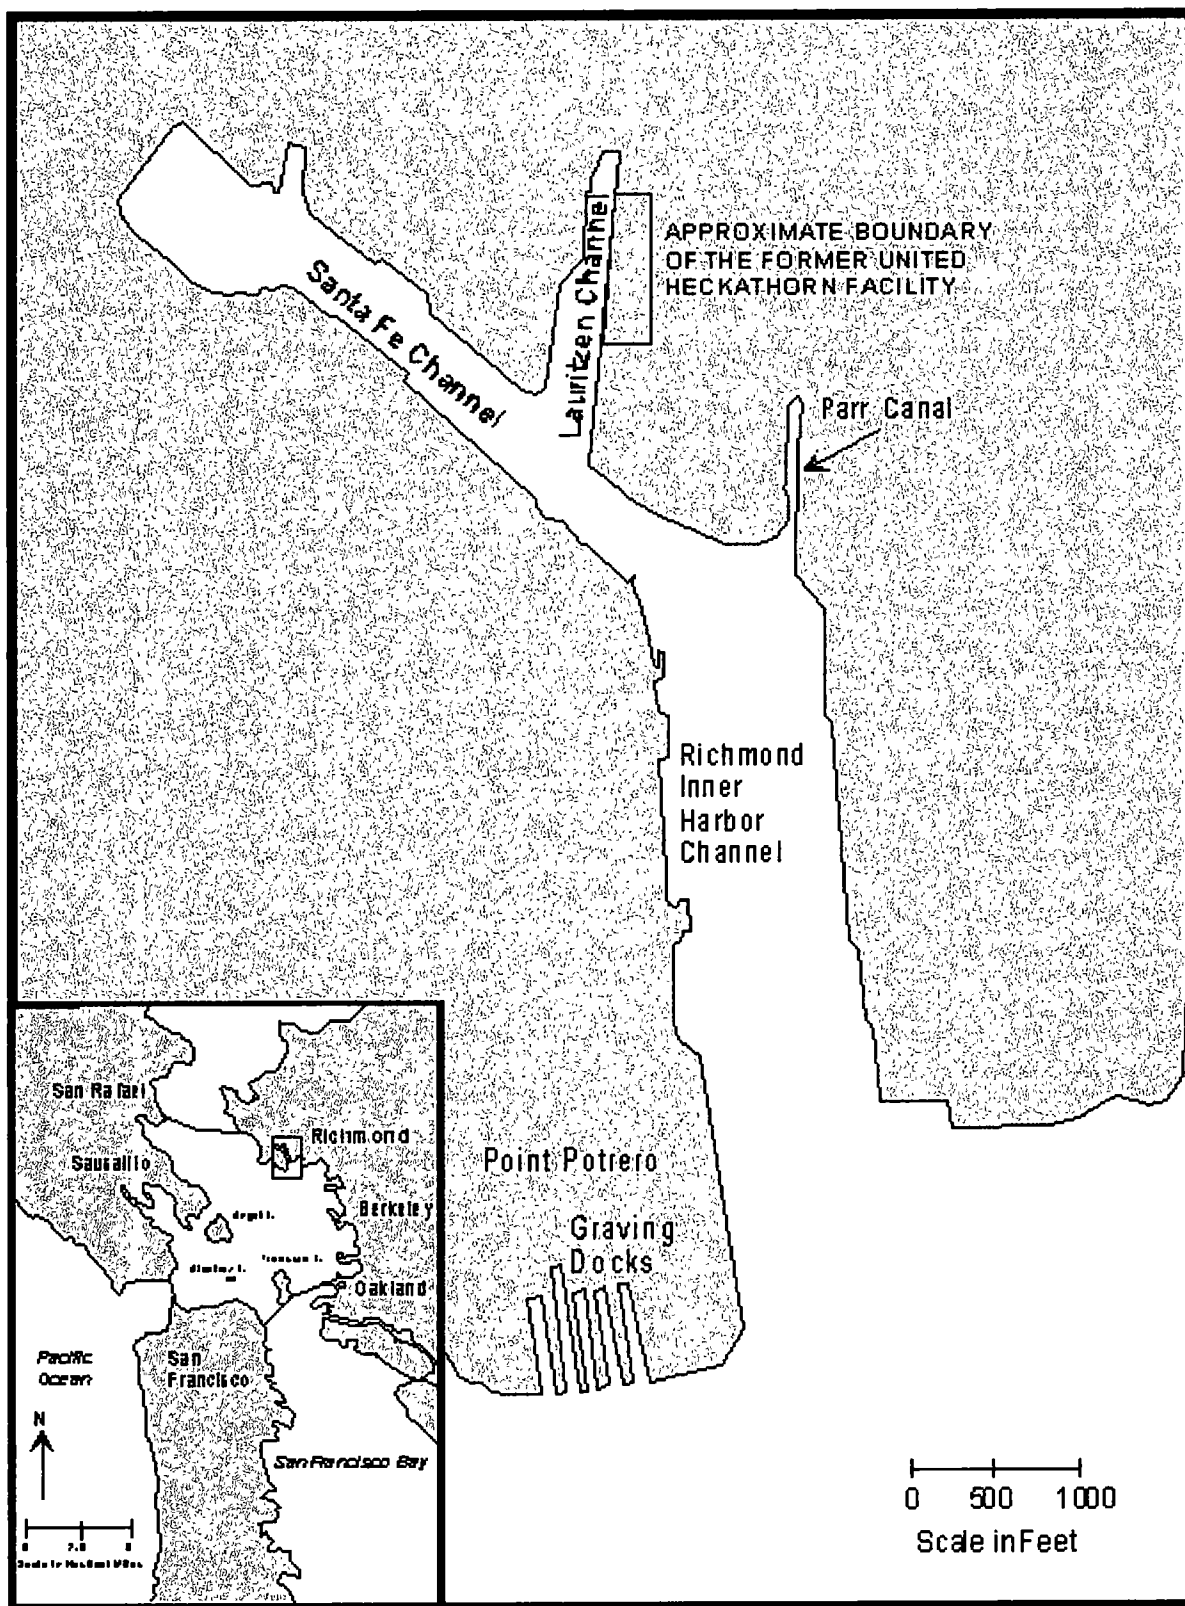 Santa Fe Channel
Lauritzen Channel
APPROXIMATE BOUNDARY
OF THE FORMER UNITED
HECKATHORN FACILITY
Parr Canal
Richmond
Inner
Harbor
Channel
Point Potrero
Graving
Docks
0 500 1000
Scale in Feet
San Rafael
Richmond
Sausalito
Berkeley
Oakland
San
Francisco
Pacific
Ocean
N
San Francisco Bay